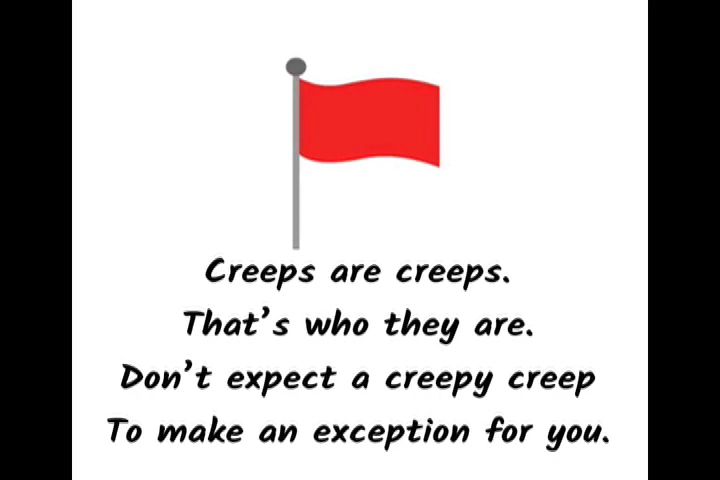 Creeps are creeps.
That’s who they are.
Don’t expect a creepy creep
To make an exception for you.